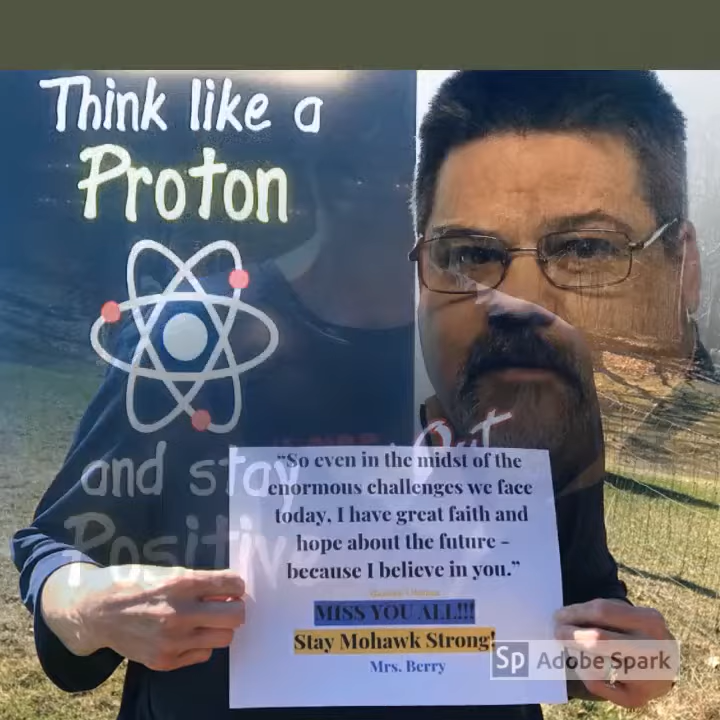 Think like a
Proton
and stay
Positive
Out
"So even in the midst of the
enormous challenges we face
today, I have great faith and
hope about the future –
because I believe in you."
MISS YOU ALL!!!
Stay Mohawk Strong!
Mrs. Berry
Sp Adobe Spark